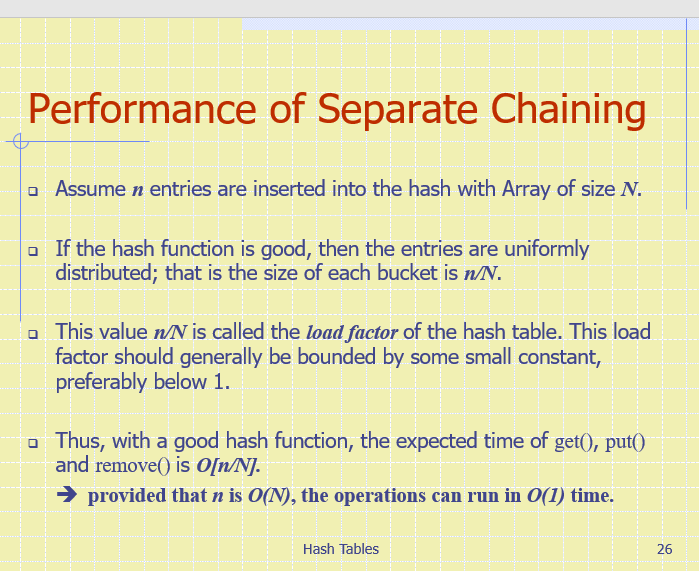 Performance of Separate Chaining
Assume n entries are inserted into the hash with Array of size N.
If the hash function is good, then the entries are uniformly
distributed; that is the size of each bucket is n/N.
This value n/N is called the load factor of the hash table. This load
factor should generally be bounded by some small constant,
preferably below 1.
Thus, with a good hash function, the expected time of get(), put()
and remove() is O[n/N].
➔ provided that n is O(N), the operations can run in O(1) time.
Hash Tables
26